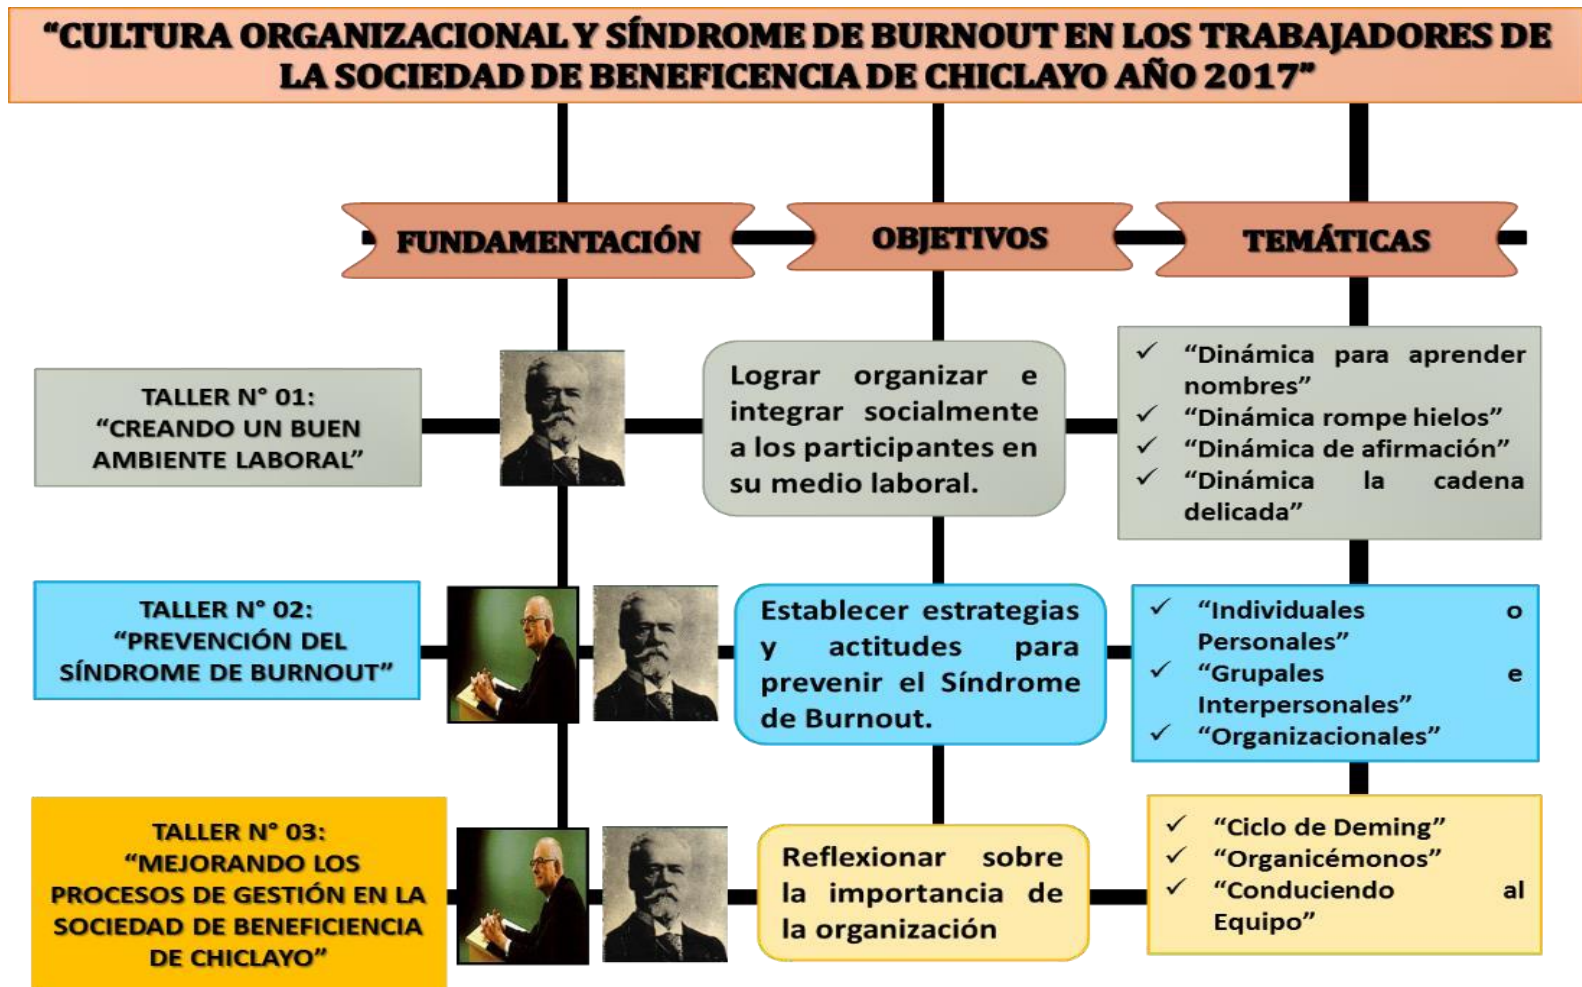 “CULTURA ORGANIZACIONAL Y SÍNDROME DE BURNOUT EN LOS TRABAJADORES DE
LA SOCIEDAD DE BENEFICENCIA DE CHICLAYO AÑO 2017”
FUNDAMENTACIÓN
OBJETIVOS
TEMÁTICAS
TALLER N° 01:
“CREANDO UN BUEN
AMBIENTE LABORAL”
Lograr organizar e
integrar socialmente
a los participantes en
su medio laboral.
✓ “Dinámica para aprender
nombres”
✓ “Dinámica rompe hielos”
✓ “Dinámica de afirmación”
✓ “Dinámica la cadena
delicada”
TALLER N° 02:
“PREVENCIÓN DEL
SÍNDROME DE BURNOUT”
Establecer estrategias
y actitudes para
prevenir el Síndrome
de Burnout.
✓ “Individuales o
Personales”
✓ “Grupales e
Interpersonales”
✓ “Organizacionales”
TALLER N° 03:
“MEJORANDO LOS
PROCESOS DE GESTIÓN EN LA
SOCIEDAD DE BENEFICIENCIA
DE CHICLAYO”
Reflexionar sobre
la importancia de
la organización
✓ “Ciclo de Deming”
✓ “Organicémonos”
✓ “Conduciendo al
Equipo”